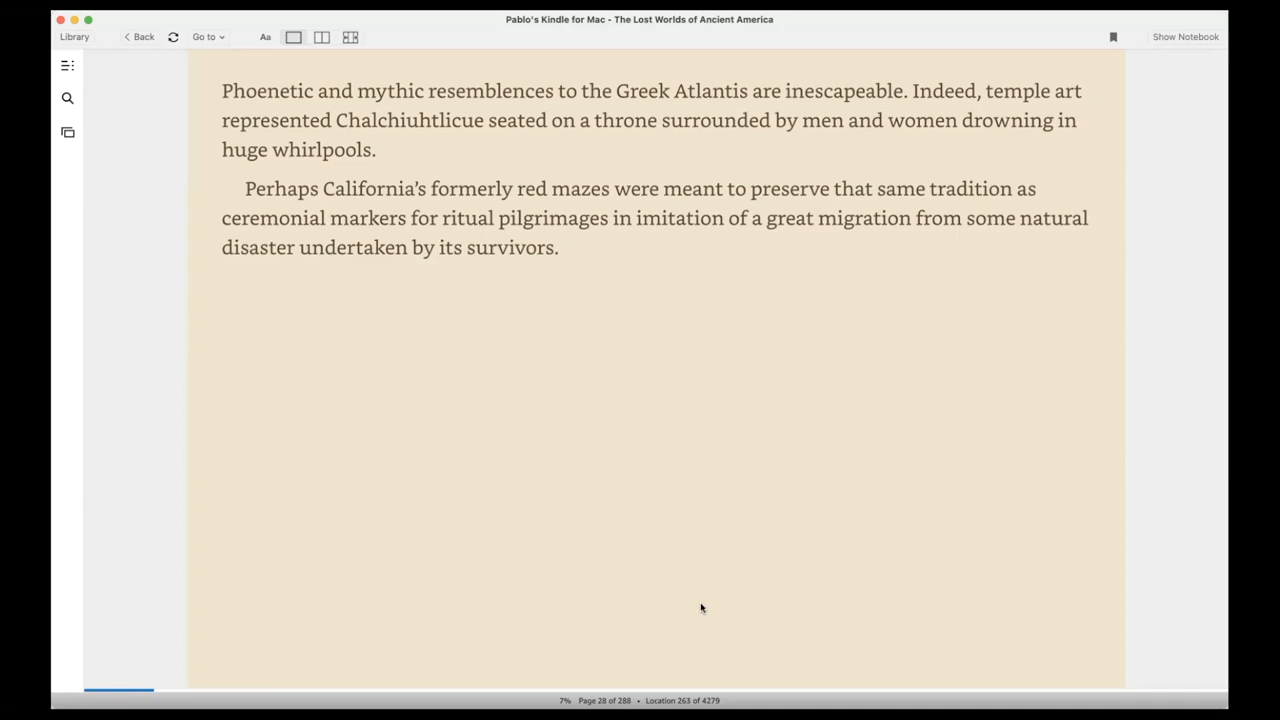 Pablo's Kindle for Mac - The Lost Worlds of Ancient America
Library
Back
Go to
Aa
Show Notebook
Phoenetic and mythic resemblences to the Greek Atlantis are inescapeable. Indeed, temple art
represented Chalchiuhtlicue seated on a throne surrounded by men and women drowning in
huge whirlpools.
Perhaps California’s formerly red mazes were meant to preserve that same tradition as
ceremonial markers for ritual pilgrimages in imitation of a great migration from some natural
disaster undertaken by its survivors.
7% Page 28 of 288 • Location 263 of 4279